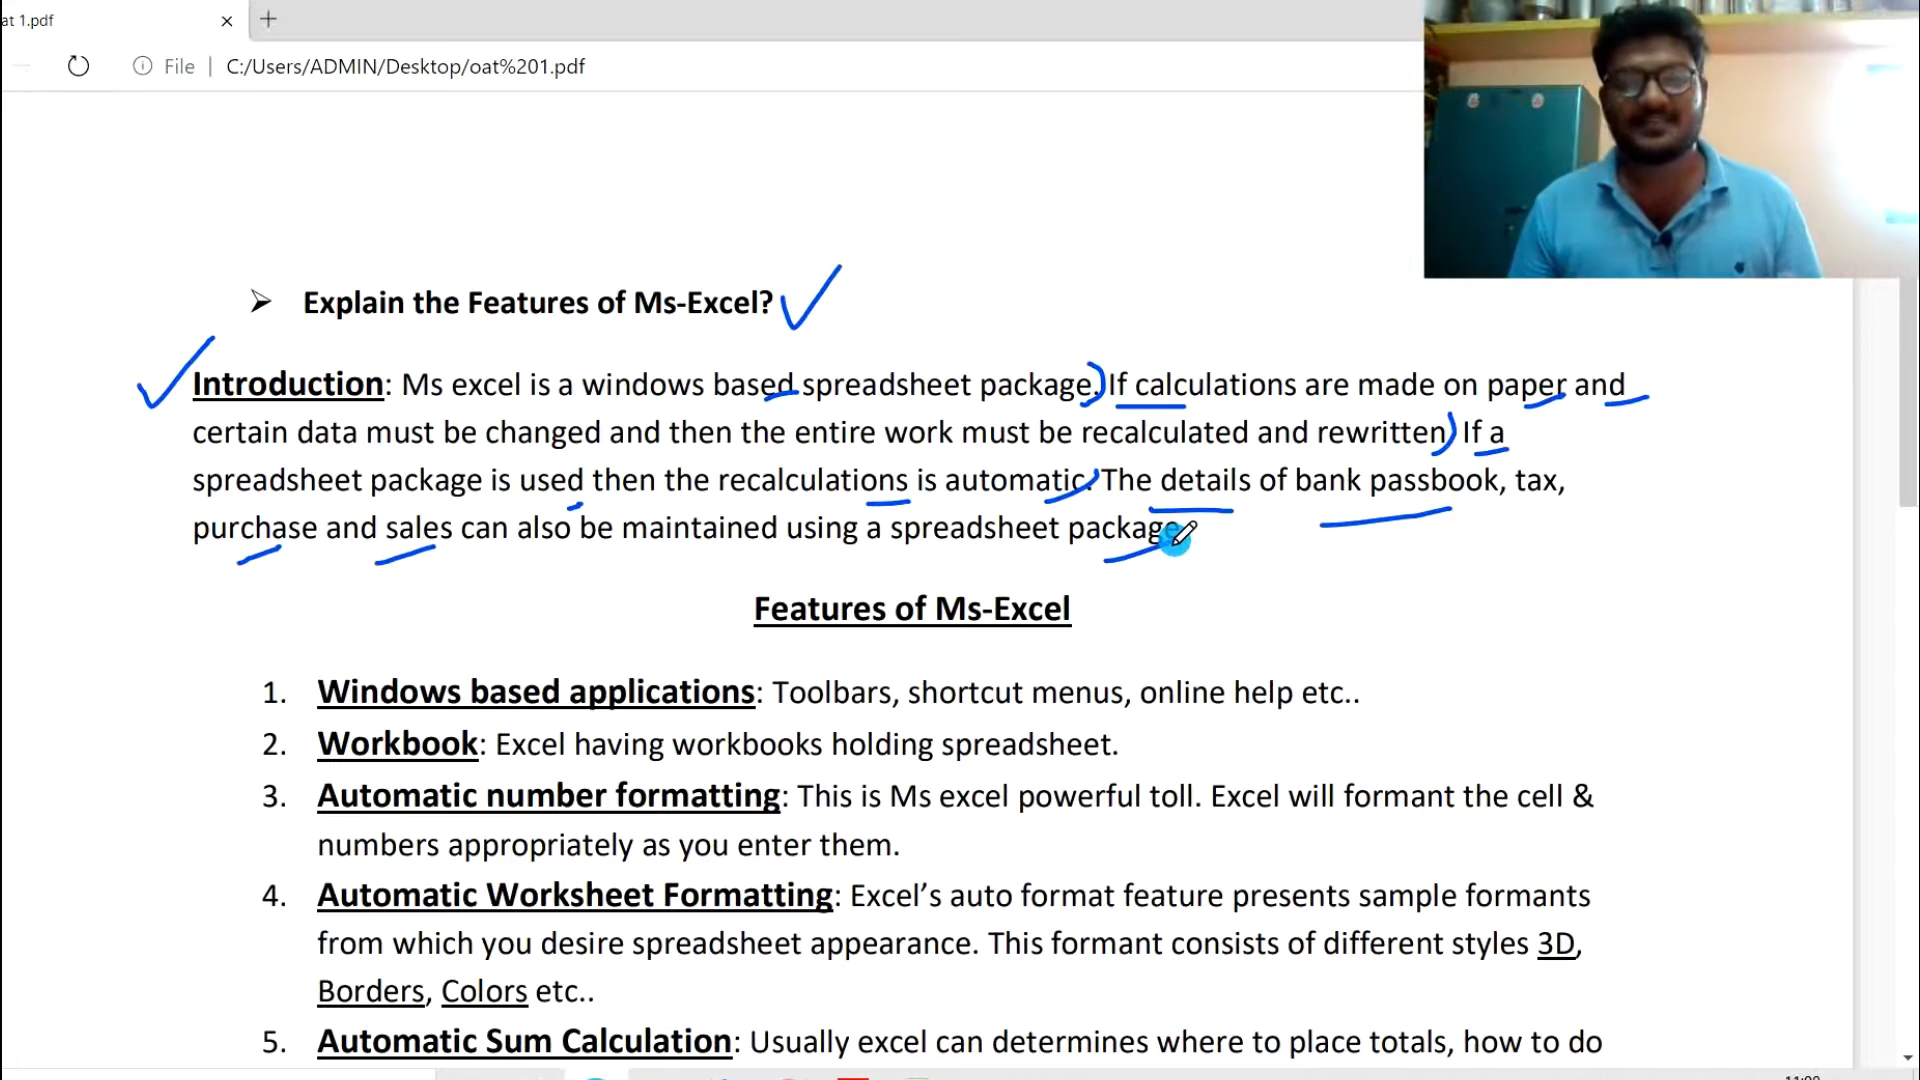 at 1.pdf
File | C:/Users/ADMIN/Desktop/oat%201.pdf
➢ Explain the Features of Ms-Excel?
Introduction: Ms excel is a windows based spreadsheet package. If calculations are made on paper and
certain data must be changed and then the entire work must be recalculated and rewritten. If a
spreadsheet package is used then the recalculations is automatic. The details of bank passbook, tax,
purchase and sales can also be maintained using a spreadsheet package
Features of Ms-Excel
1. Windows based applications: Toolbars, shortcut menus, online help etc..
2. Workbook: Excel having workbooks holding spreadsheet.
3. Automatic number formatting: This is Ms excel powerful toll. Excel will formant the cell &
numbers appropriately as you enter them.
4. Automatic Worksheet Formatting: Excel’s auto format feature presents sample formants
from which you desire spreadsheet appearance. This formant consists of different styles 3D,
Borders, Colors etc..
5. Automatic Sum Calculation: Usually excel can determines where to place totals, how to do